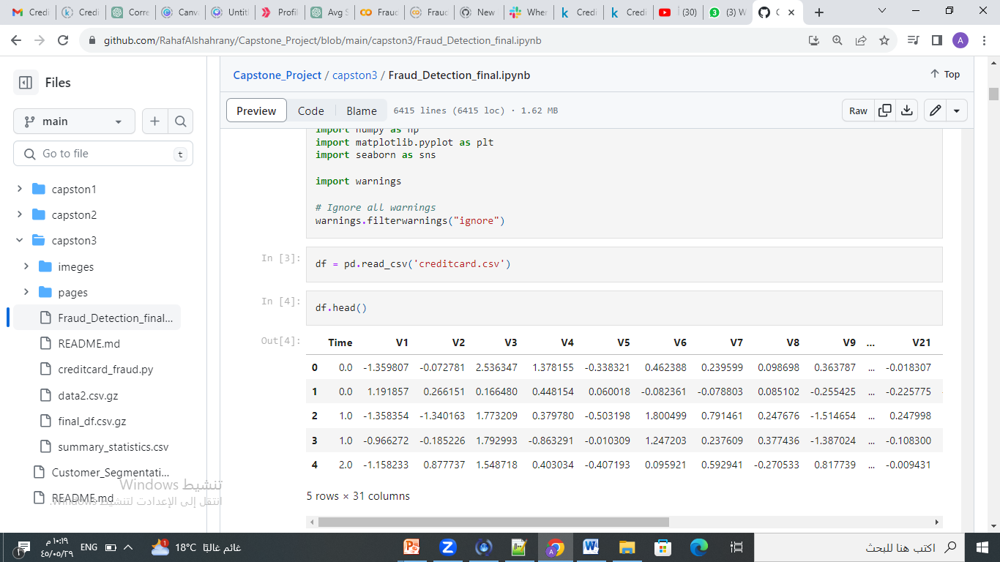 Credi
Credi
Corre
Canv
Untit
Profil
Avg S
Frauc
Frauc
New
Wher
Credi
Credi
(30)
(3) W
github.com/RahafAlshahrany/Capstone_Project/blob/main/capston3/Fraud_Detection_final.ipynb
A
Files
Capstone_Project / capston3 / Fraud_Detection_final.ipynb
Top
main
Preview
Code
Blame
6415 lines (6415 loc) · 1.62 MB
Raw
Go to file
t
capston1
capston2
capston3
imeges
pages
Fraud_Detection_final...
README.md
creditcard_fraud.py
data2.csv.gz
final_df.csv.gz
summary_statistics.csv
Customer_Segmentati...
README.md
import numpy as np
import matplotlib.pyplot as plt
import seaborn as sns
import warnings
# Ignore all warnings
warnings.filterwarnings("ignore")
In [3]:
df = pd.read_csv('creditcard.csv')
In [4]:
df.head()
Out[4]:
Time V1 V2 V3 V4 V5 V6 V7 V8 V9 ... V21
0 0.0 -1.359807 -0.072781 2.536347 1.378155 -0.338321 0.462388 0.239599 0.098698 0.363787 ... -0.018307
1 0.0 1.191857 0.266151 0.166480 0.448154 0.060018 -0.082361 -0.078803 0.085102 -0.255425 ... -0.225775
2 1.0 -1.358354 -1.340163 1.773209 0.379780 -0.503198 1.800499 0.791461 0.247676 -1.514654 ... 0.247998
3 1.0 -0.966272 -0.185226 1.792993 -0.863291 -0.010309 1.247203 0.237609 0.377436 -1.387024 ... -0.108300
4 2.0 -1.158233 0.877737 1.548718 0.403034 -0.407193 0.095921 0.592941 -0.270533 0.817739 ... -0.009431
5 rows × 31 columns
تنشيط Windows
انتقل إلى الإعدادت لتنشيط Windows.
١٠:١٩ م
٤٥/٠٥/٢٩
ENG
18°C غائم غالبًا
اكتب هنا للبحث